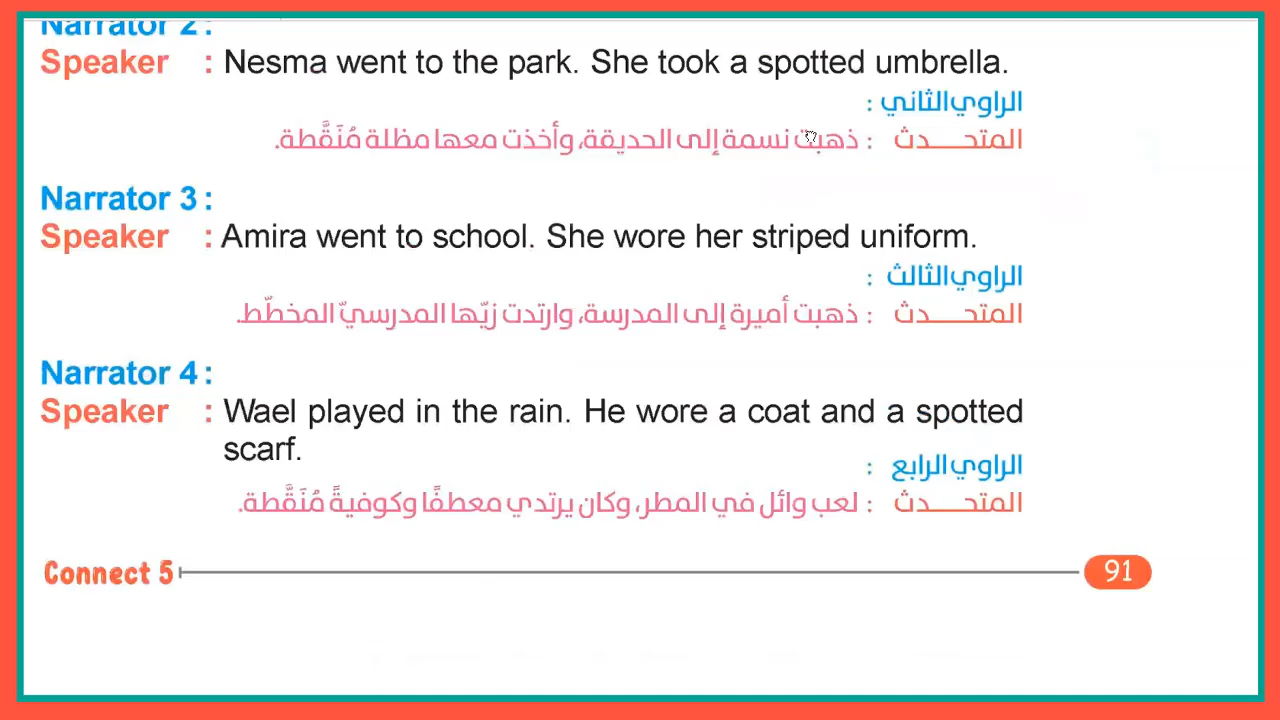 Narrator 2 :
Speaker : Nesma went to the park. She took a spotted umbrella.
الراوي الثاني :
المتحـــدث : ذهبت نسمة إلى الحديقة، وأخذت معها مظلة مُنَقَّطة.
Narrator 3 :
Speaker : Amira went to school. She wore her striped uniform.
الراوي الثالث :
المتحـــدث : ذهبت أميرة إلى المدرسة، وارتدت زيّها المدرسيّ المخطّط.
Narrator 4 :
Speaker : Wael played in the rain. He wore a coat and a spotted
scarf.
الراوي الرابع :
المتحـــدث : لعب وائل في المطر، وكان يرتدي معطفًا وكوفيةً مُنَقَّطة.
Connect 5 91